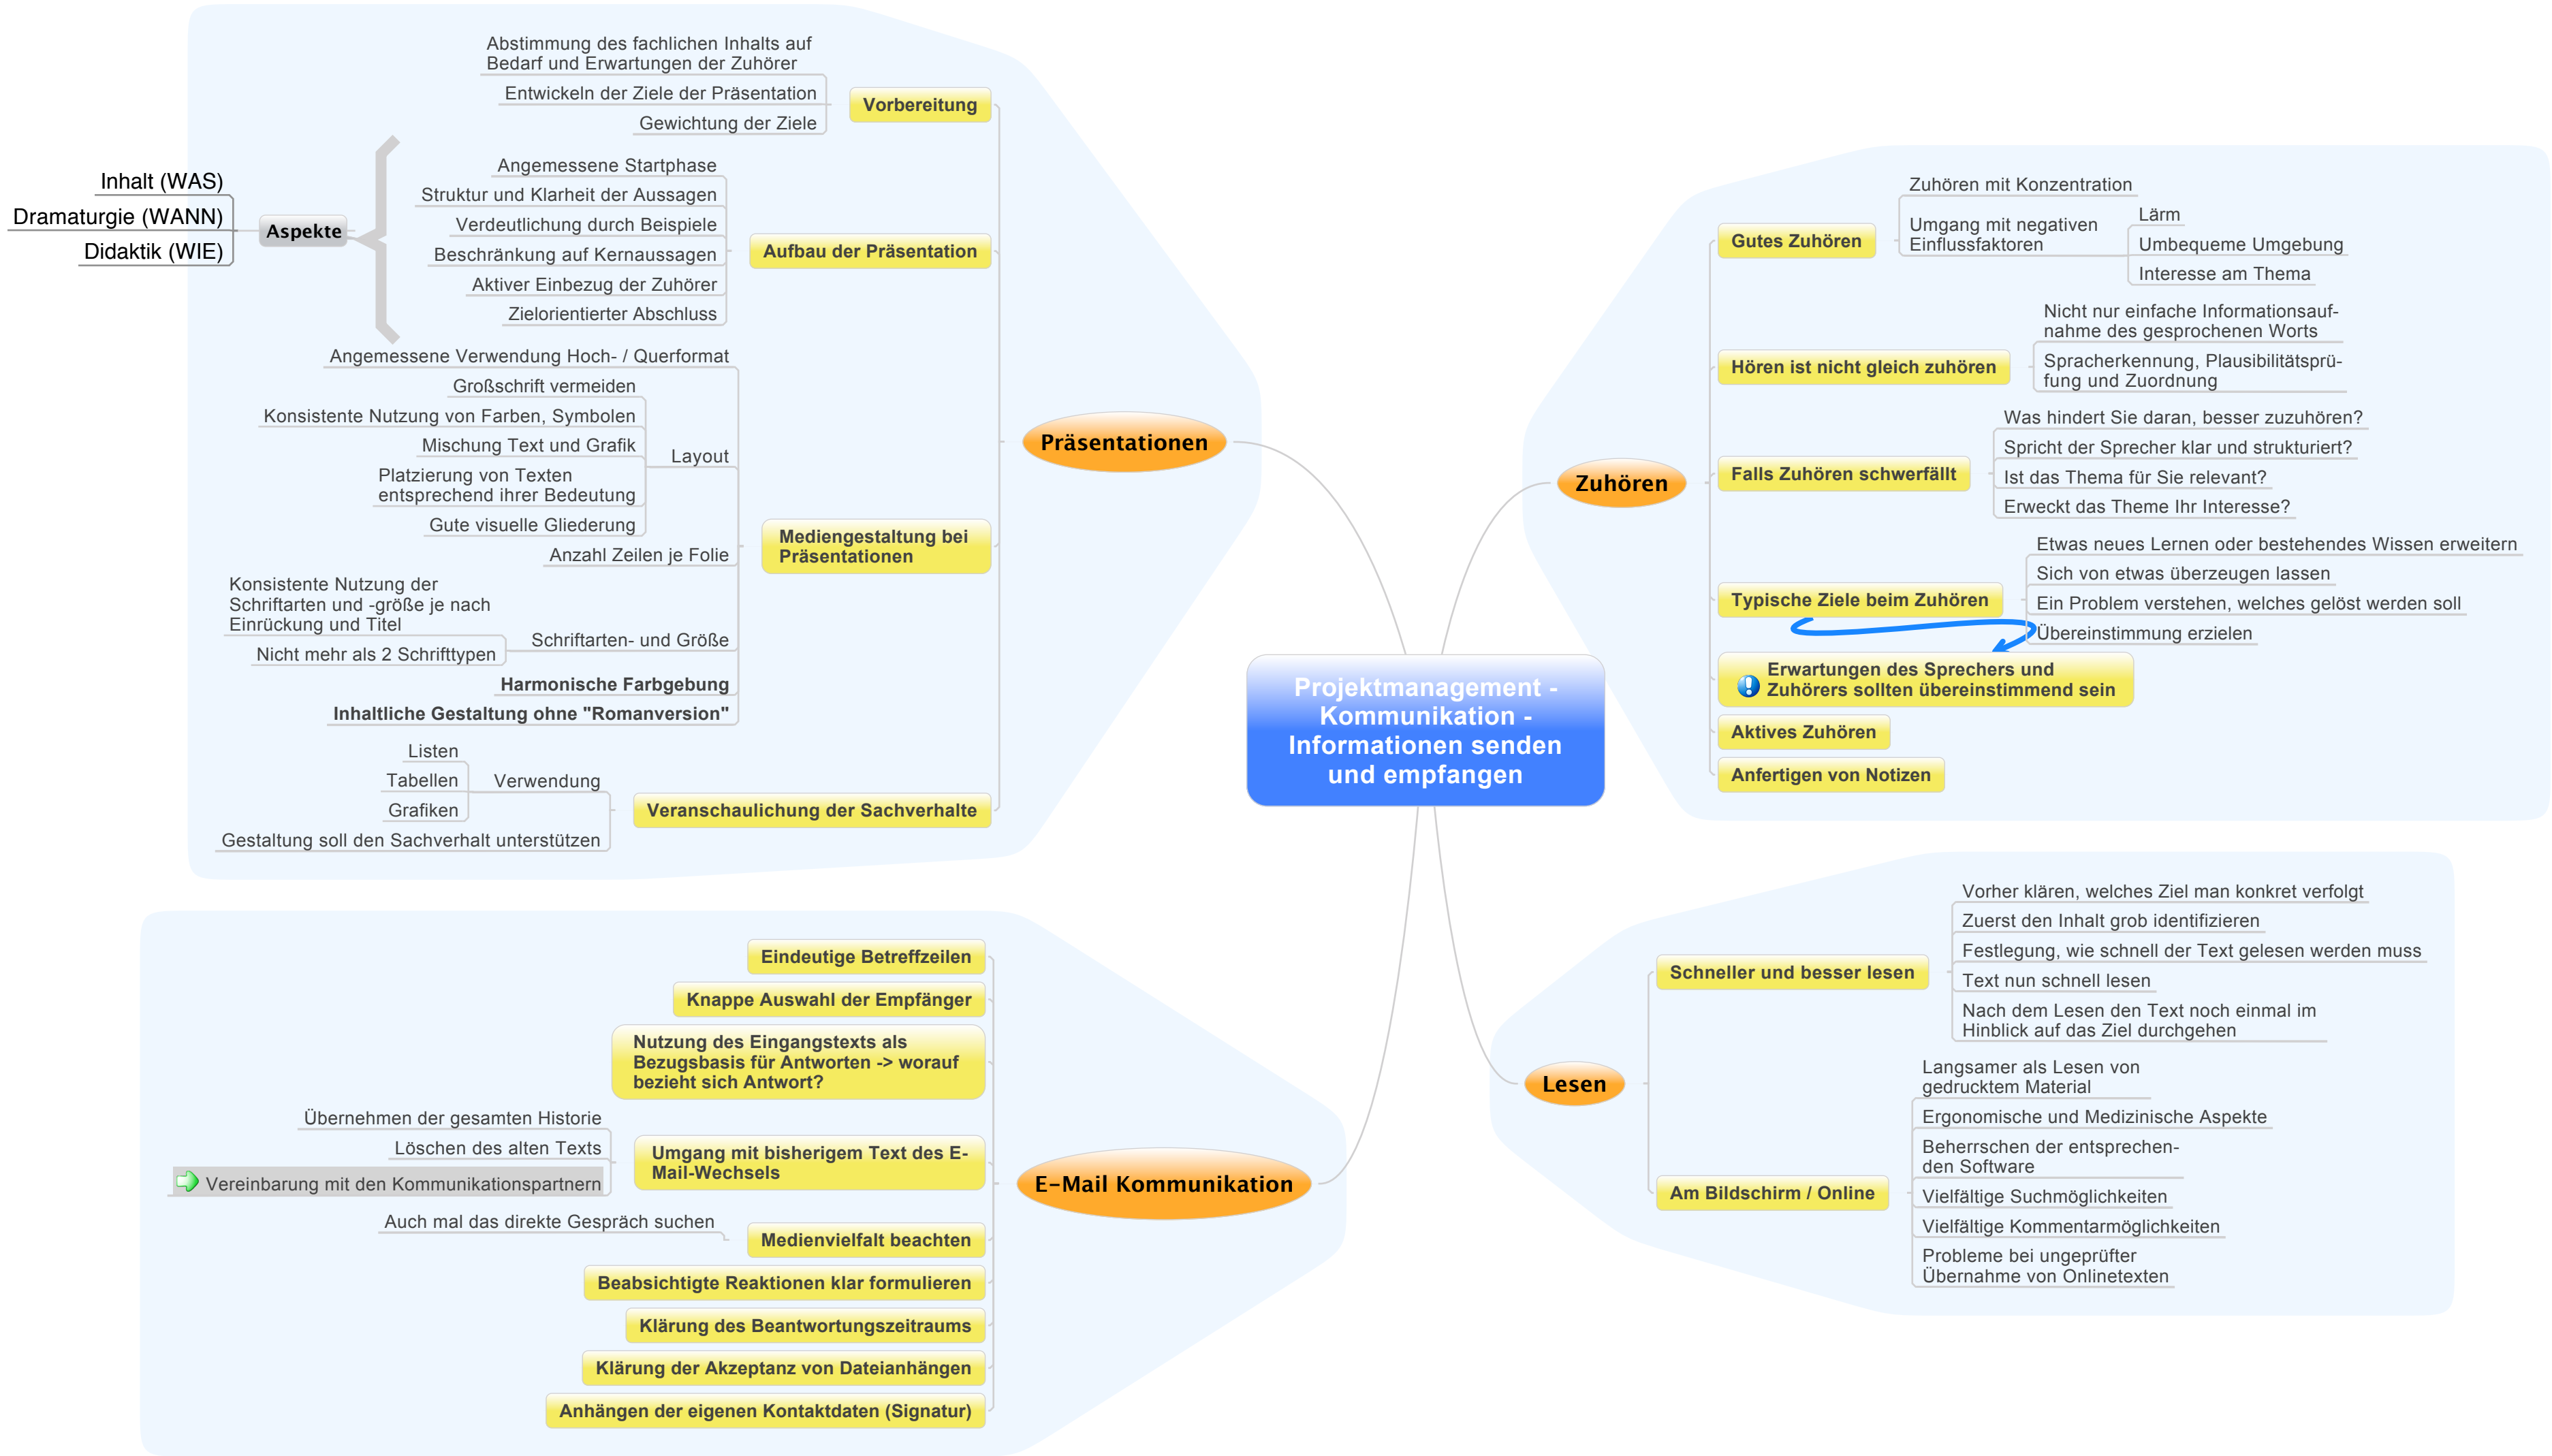 Projektmanagement -
Kommunikation -
Informationen senden
und empfangen
Präsentationen
Vorbereitung
Abstimmung des fachlichen Inhalts auf
Bedarf und Erwartungen der Zuhörer
Entwickeln der Ziele der Präsentation
Gewichtung der Ziele
Aufbau der Präsentation
Angemessene Startphase
Struktur und Klarheit der Aussagen
Verdeutlichung durch Beispiele
Beschränkung auf Kernaussagen
Aktiver Einbezug der Zuhörer
Zielorientierter Abschluss
Aspekte
Inhalt (WAS)
Dramaturgie (WANN)
Didaktik (WIE)
Mediengestaltung bei
Präsentationen
Angemessene Verwendung Hoch- / Querformat
Layout
Großschrift vermeiden
Konsistente Nutzung von Farben, Symbolen
Mischung Text und Grafik
Platzierung von Texten
entsprechend ihrer Bedeutung
Gute visuelle Gliederung
Anzahl Zeilen je Folie
Schriftarten- und Größe
Konsistente Nutzung der
Schriftarten und -größe je nach
Einrückung und Titel
Nicht mehr als 2 Schrifttypen
Harmonische Farbgebung
Inhaltliche Gestaltung ohne "Romanversion"
Veranschaulichung der Sachverhalte
Verwendung
Listen
Tabellen
Grafiken
Gestaltung soll den Sachverhalt unterstützen
E-Mail Kommunikation
Eindeutige Betreffzeilen
Knappe Auswahl der Empfänger
Nutzung des Eingangstexts als
Bezugsbasis für Antworten -> worauf
bezieht sich Antwort?
Umgang mit bisherigem Text des E-
Mail-Wechsels
Übernehmen der gesamten Historie
Löschen des alten Texts
Vereinbarung mit den Kommunikationspartnern
Medienvielfalt beachten
Auch mal das direkte Gespräch suchen
Beabsichtigte Reaktionen klar formulieren
Klärung des Beantwortungszeitraums
Klärung der Akzeptanz von Dateianhängen
Anhängen der eigenen Kontaktdaten (Signatur)
Zuhören
Gutes Zuhören
Zuhören mit Konzentration
Umgang mit negativen
Einflussfaktoren
Lärm
Umbequeme Umgebung
Interesse am Thema
Hören ist nicht gleich zuhören
Nicht nur einfache Informationsauf-
nahme des gesprochenen Worts
Spracherkennung, Plausibilitätsprü-
fung und Zuordnung
Falls Zuhören schwerfällt
Was hindert Sie daran, besser zuzuhören?
Spricht der Sprecher klar und strukturiert?
Ist das Thema für Sie relevant?
Erweckt das Theme Ihr Interesse?
Typische Ziele beim Zuhören
Etwas neues Lernen oder bestehendes Wissen erweitern
Sich von etwas überzeugen lassen
Ein Problem verstehen, welches gelöst werden soll
Übereinstimmung erzielen
Erwartungen des Sprechers und
Zuhörers sollten übereinstimmend sein
Aktives Zuhören
Anfertigen von Notizen
Lesen
Schneller und besser lesen
Vorher klären, welches Ziel man konkret verfolgt
Zuerst den Inhalt grob identifizieren
Festlegung, wie schnell der Text gelesen werden muss
Text nun schnell lesen
Nach dem Lesen den Text noch einmal im
Hinblick auf das Ziel durchgehen
Am Bildschirm / Online
Langsamer als Lesen von
gedrucktem Material
Ergonomische und Medizinische Aspekte
Beherrschen der entsprechen-
den Software
Vielfältige Suchmöglichkeiten
Vielfältige Kommentarmöglichkeiten
Probleme bei ungeprüfter
Übernahme von Onlinetexten